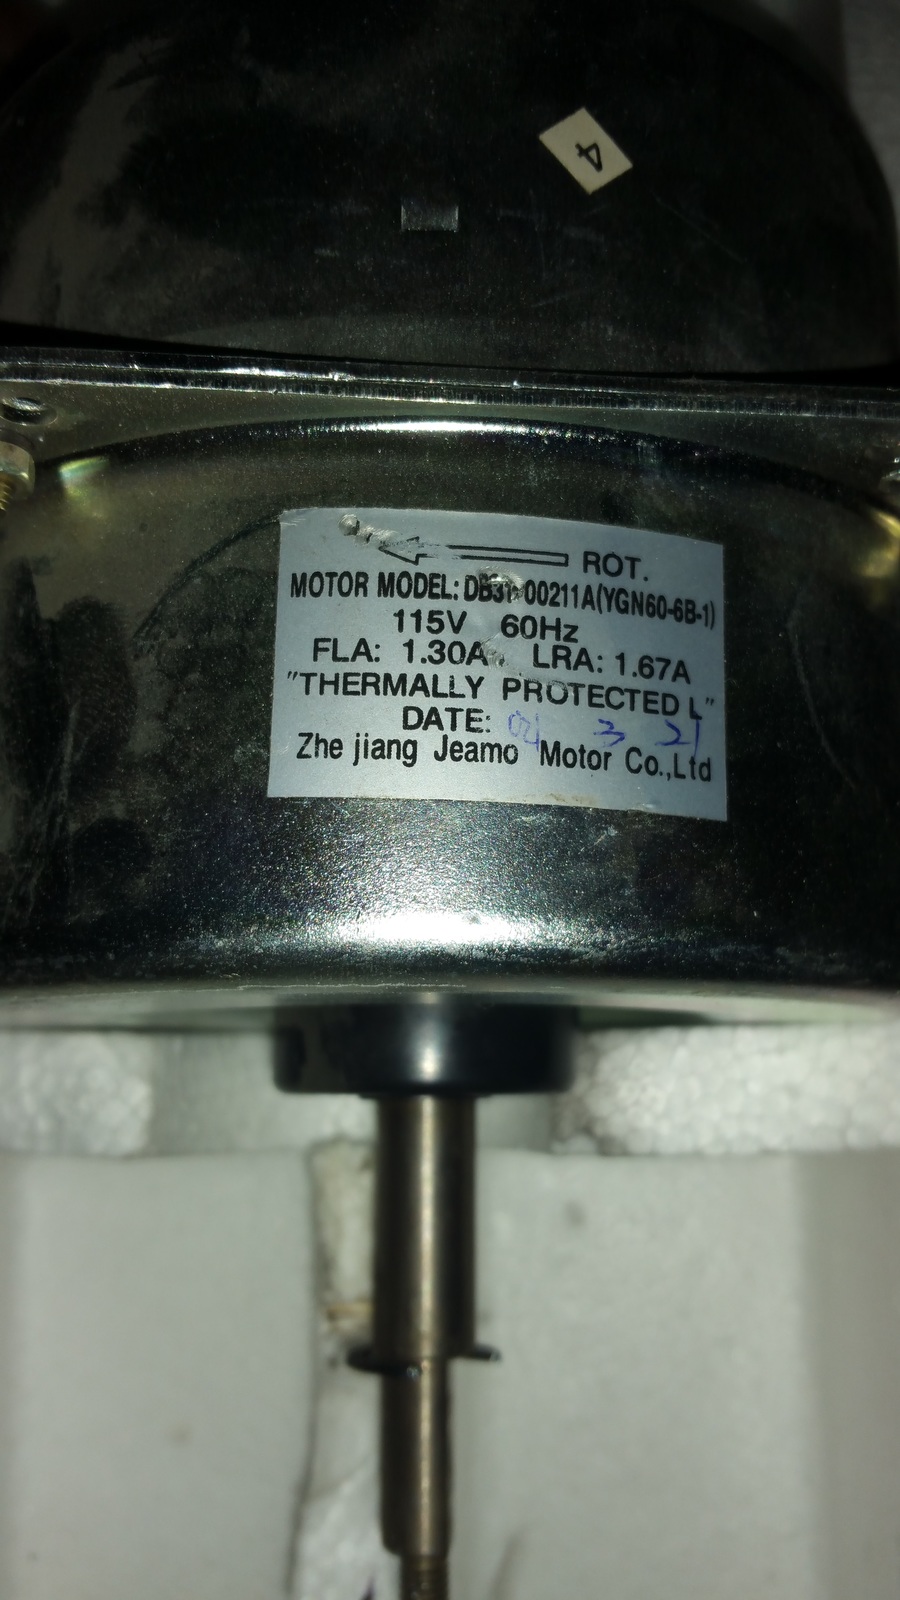 4
ROT.
MOTOR MODEL: DB31-00211A(YGN60-6B-1)
115V 60Hz
FLA: 1.30A LRA: 1.67A
"THERMALLY PROTECTED L"
DATE: 3 21
Zhe jiang Jeamo Motor Co.,Ltd